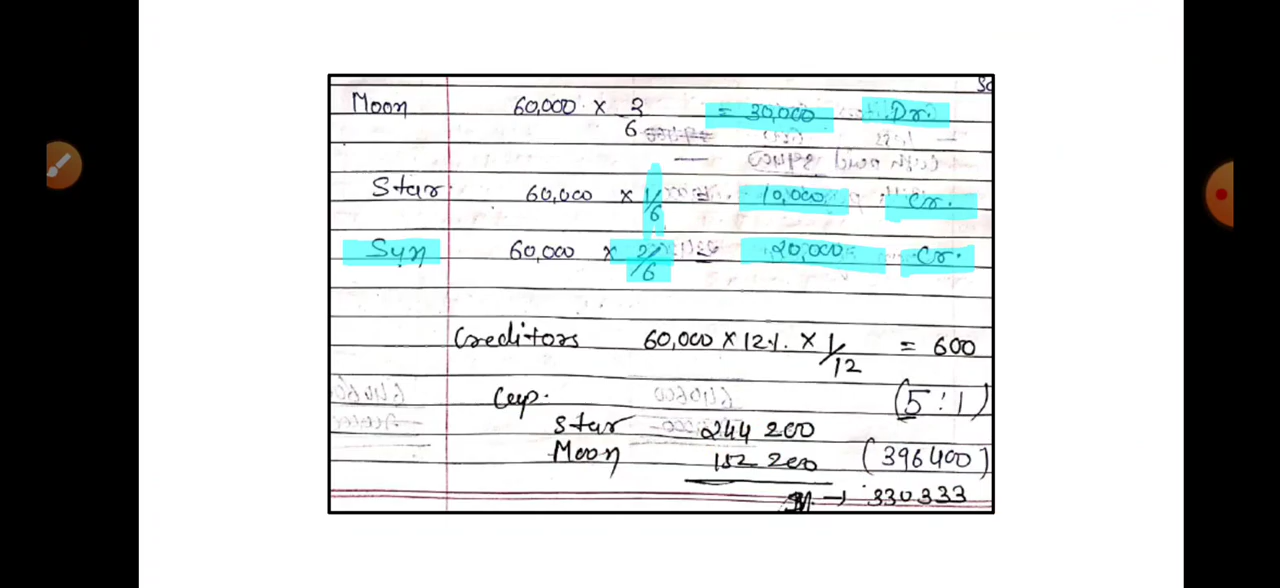 Moon 60,000 × 3/6 = 30,000 Dr.
Star 60,000 × 1/6 = 10,000 Cr.
Syn 60,000 × 2/6 = 20,000 Cr.
Creditors 60,000 × 12% × 1/12 = 600
Cap. (5:1)
Star 244 200
Moon 152 200 (396400)
→ 330333